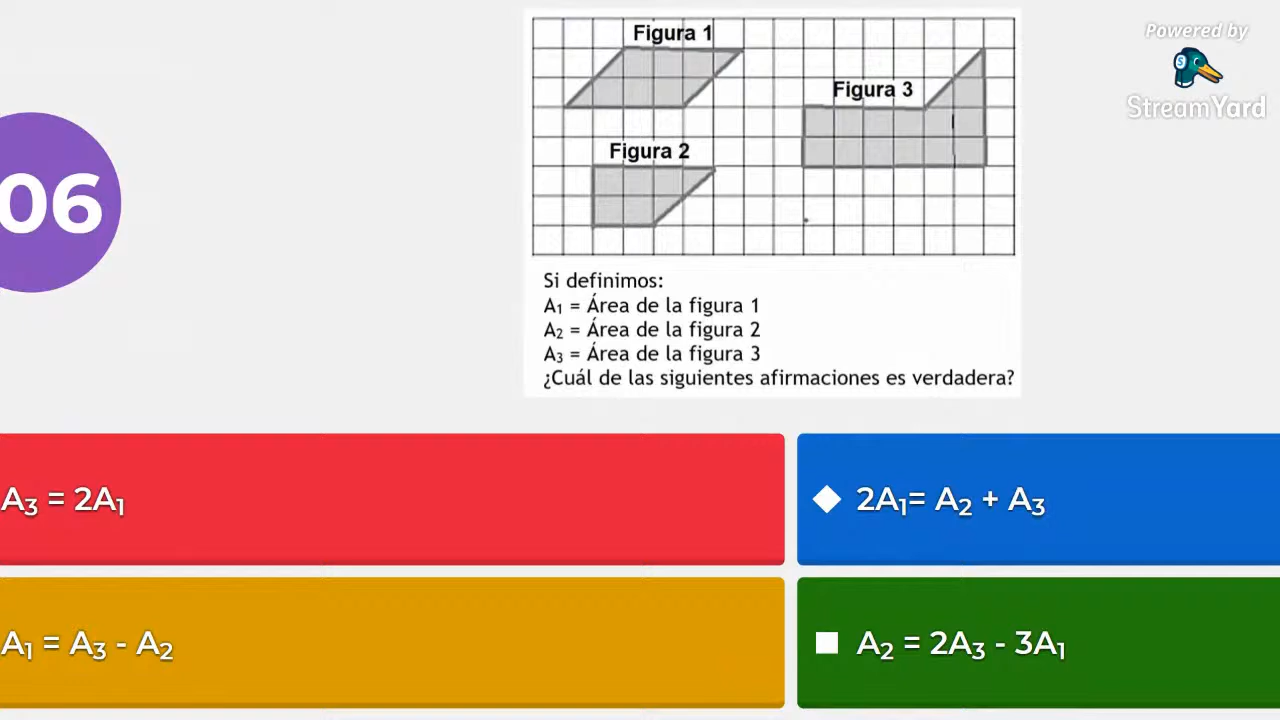 Powered by
StreamYard
06
Figura 1
Figura 3
Figura 2
Si definimos:
A₁ = Área de la figura 1
A₂ = Área de la figura 2
A₃ = Área de la figura 3
¿Cuál de las siguientes afirmaciones es verdadera?
A₃ = 2A₁
2A₁= A₂ + A₃
A₁ = A₃ - A₂
A₂ = 2A₃ - 3A₁